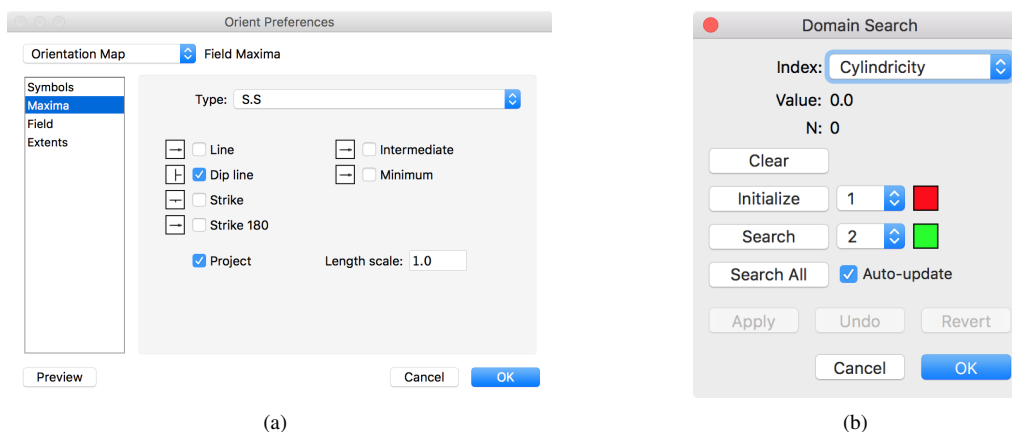 Orient Preferences
Orientation Map Field Maxima
Symbols
Maxima
Field
Extents
Type: S.S
Line Intermediate
Dip line Minimum
Strike
Strike 180
Project Length scale: 1.0
Preview Cancel OK
(a)
Domain Search
Index: Cylindricity
Value: 0.0
N: 0
Clear
Initialize 1
Search 2
Search All Auto-update
Apply Undo Revert
Cancel OK
(b)